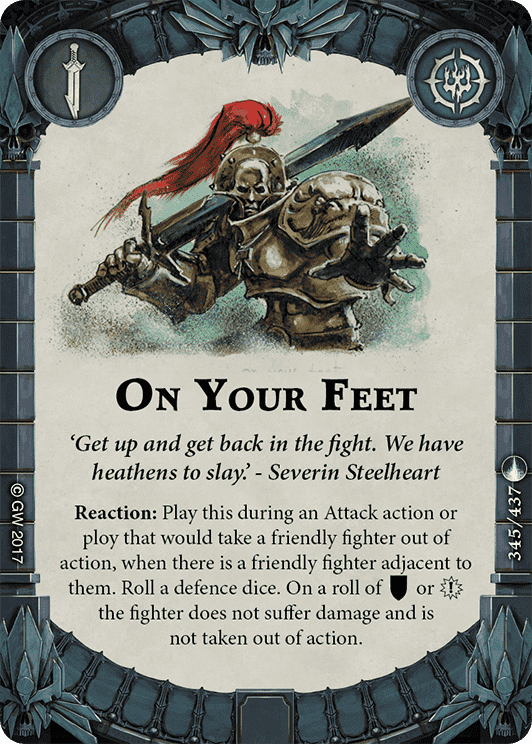 On Your Feet
‘Get up and get back in the fight. We have
heathens to slay.’ - Severin Steelheart
Reaction: Play this during an Attack action or
ploy that would take a friendly fighter out of
action, when there is a friendly fighter adjacent to
them. Roll a defence dice. On a roll of or
the fighter does not suffer damage and is
not taken out of action.
© GW 2017
345/437